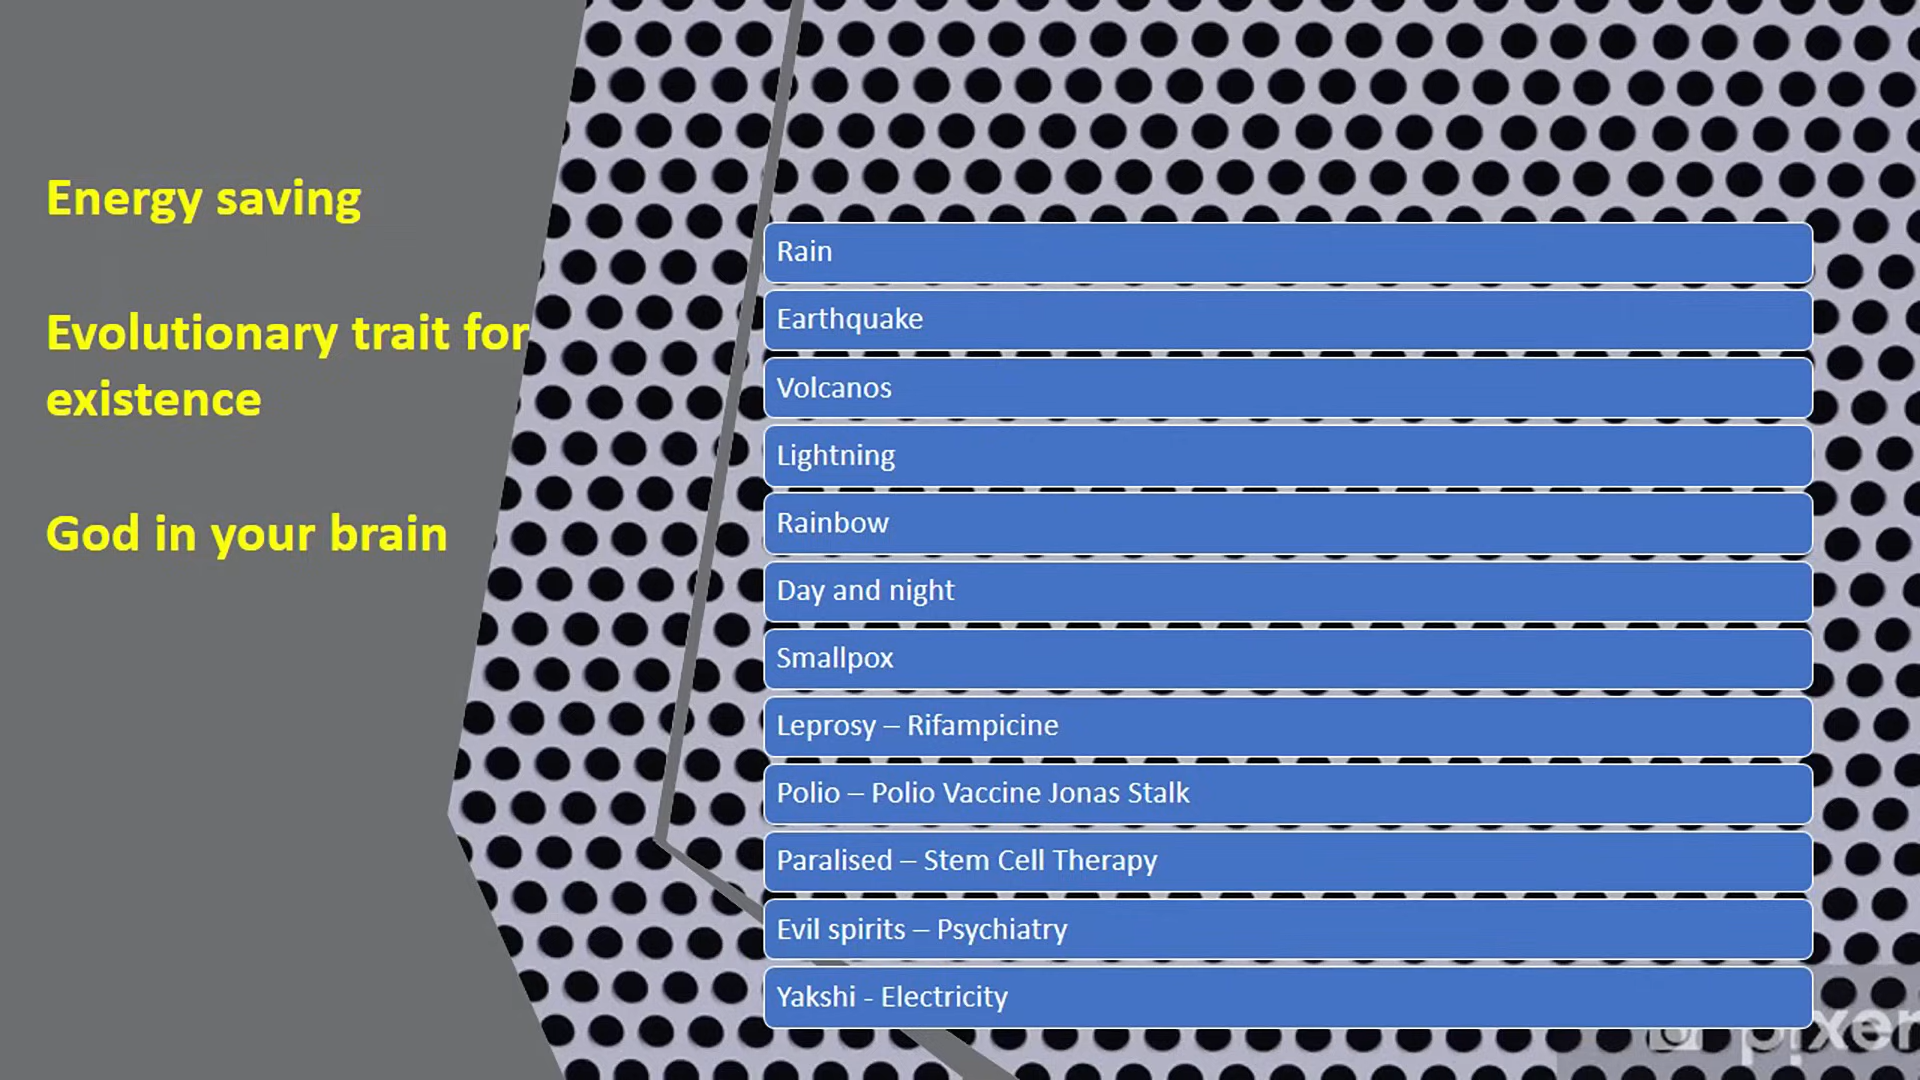 Energy saving
Evolutionary trait for
existence
God in your brain
Rain
Earthquake
Volcanos
Lightning
Rainbow
Day and night
Smallpox
Leprosy – Rifampicine
Polio – Polio Vaccine Jonas Stalk
Paralised – Stem Cell Therapy
Evil spirits – Psychiatry
Yakshi - Electricity